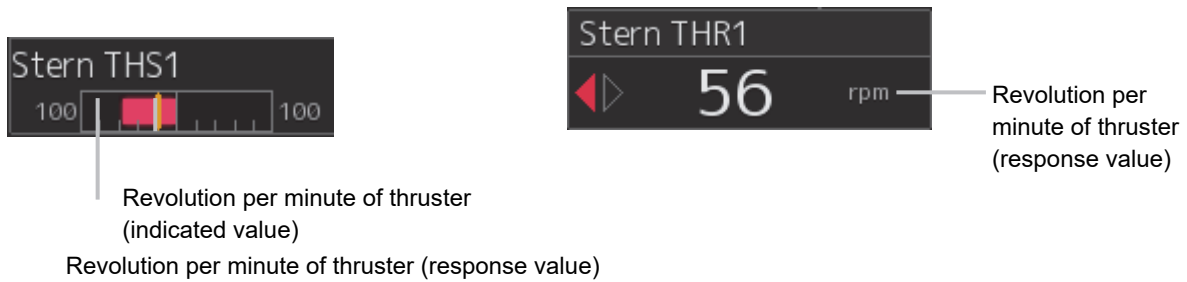 Stern THS1
100 100
Revolution per minute of thruster
(indicated value)
Revolution per minute of thruster (response value)
Stern THR1
56 rpm
Revolution per
minute of thruster
(response value)